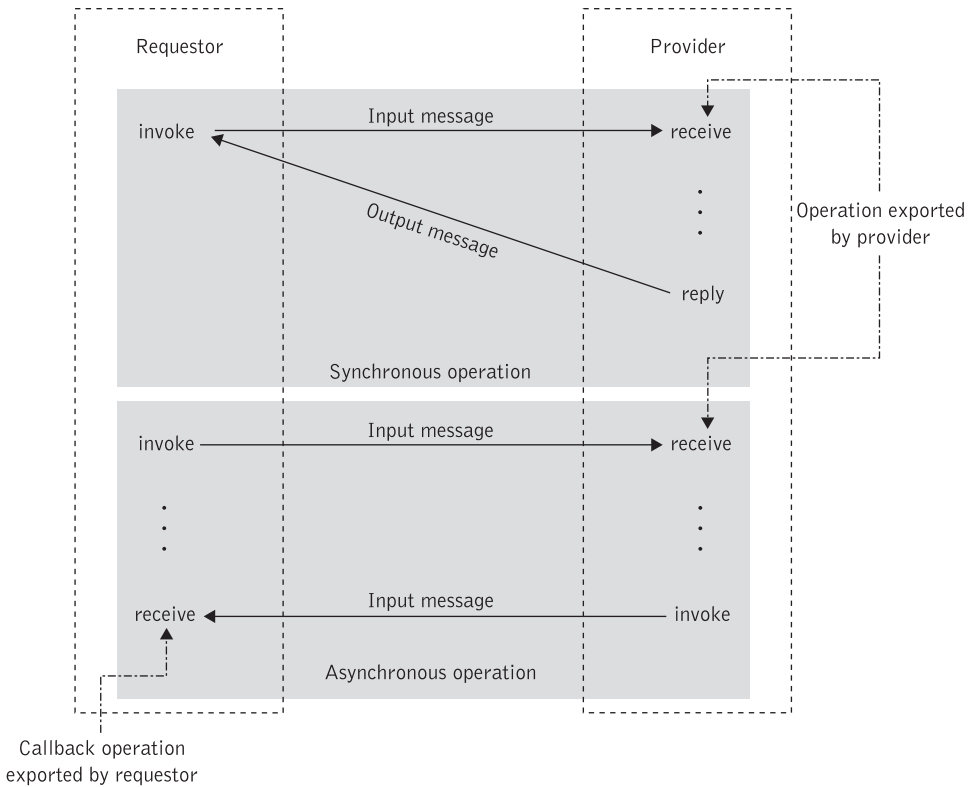 Requestor
Provider
Input message
invoke
receive
Output message
Operation exported
by provider
reply
Synchronous operation
Input message
invoke
receive
Input message
receive
invoke
Asynchronous operation
Callback operation
exported by requestor